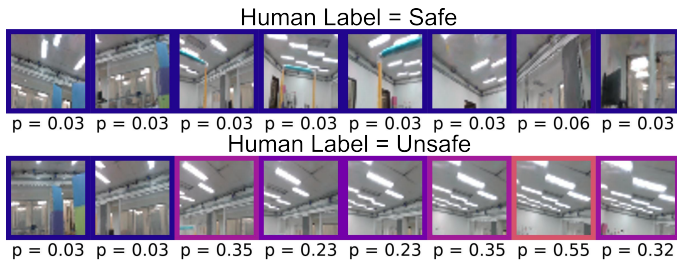 Human Label = Safe
p = 0.03 p = 0.03 p = 0.03 p = 0.03 p = 0.03 p = 0.03 p = 0.06 p = 0.03
Human Label = Unsafe
p = 0.03 p = 0.03 p = 0.35 p = 0.23 p = 0.23 p = 0.35 p = 0.55 p = 0.32